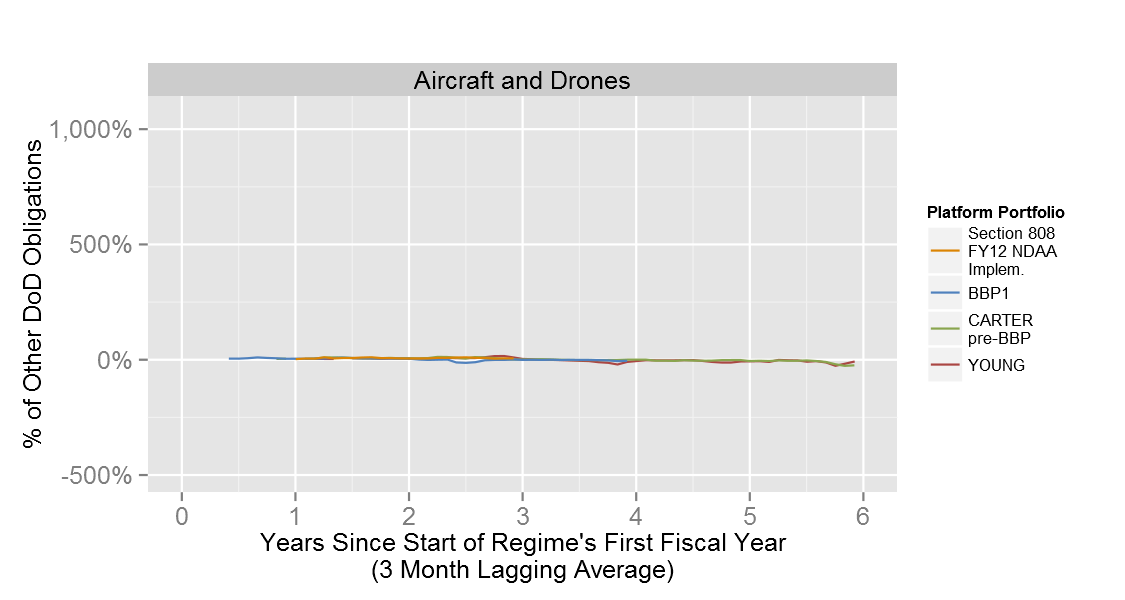 Aircraft and Drones
1,000%
500%
0%
-500%
% of Other DoD Obligations
0 1 2 3 4 5 6
Years Since Start of Regime's First Fiscal Year
(3 Month Lagging Average)
Platform Portfolio
Section 808
FY12 NDAA
Implem.
BBP1
CARTER
pre-BBP
YOUNG